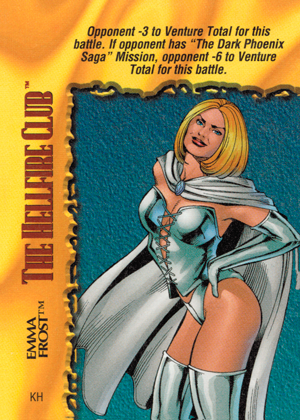 Opponent -3 to Venture Total for this
battle. If opponent has "The Dark Phoenix
Saga" Mission, opponent -6 to Venture
Total for this battle.
THE HELLFIRE CLUB™
EMMA
FROST™
KH